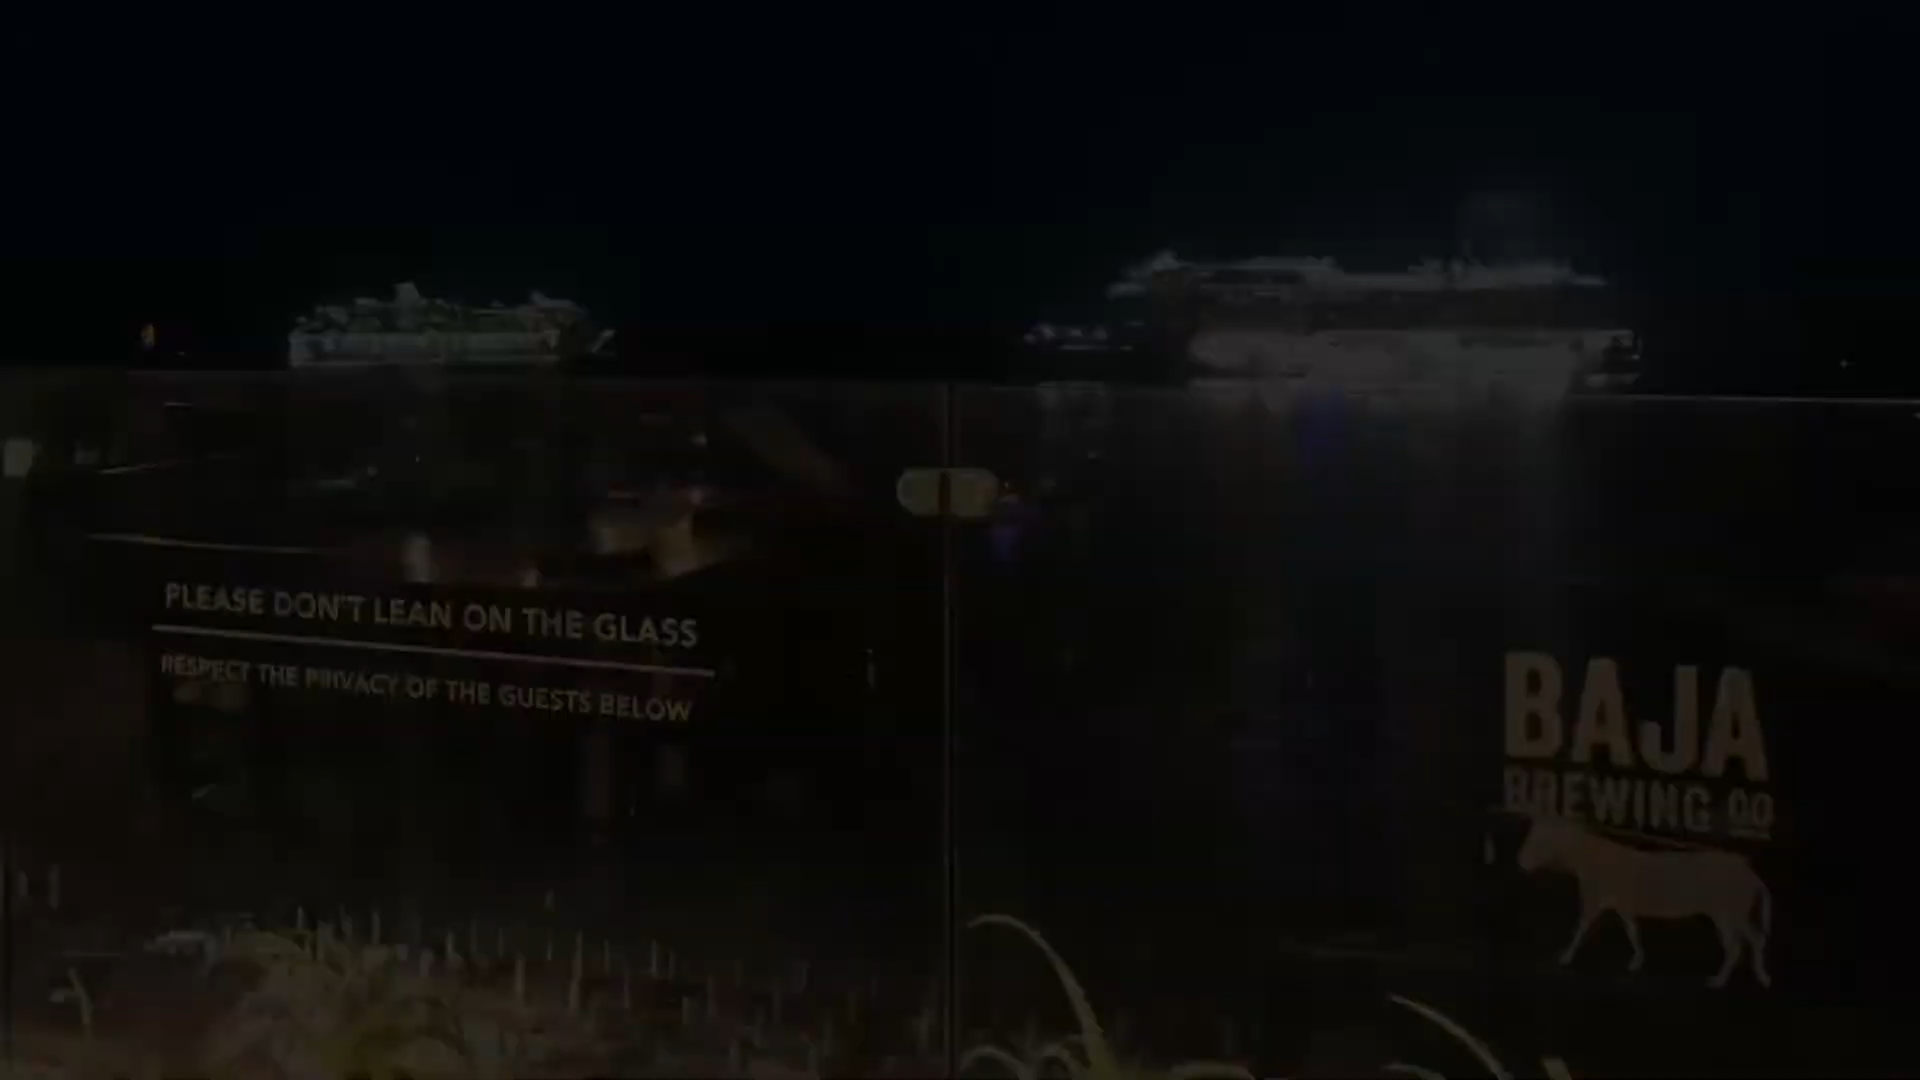 PLEASE DON'T LEAN ON THE GLASS
RESPECT THE PRIVACY OF THE GUESTS BELOW
BAJA
BREWING CO